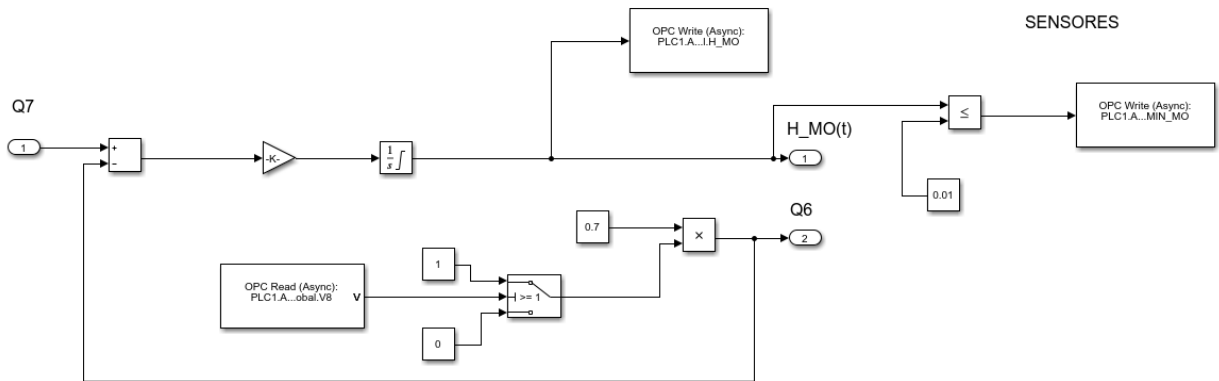 OPC Write (Async):
PLC1.A...l.H_MO
SENSORES
OPC Write (Async):
PLC1.A...MIN_MO
Q7
1
+
−
-K-
1
s
H_MO(t)
1
≤
0.01
Q6
0.7
×
2
OPC Read (Async):
PLC1.A...obal.V8
V
1
>= 1
0